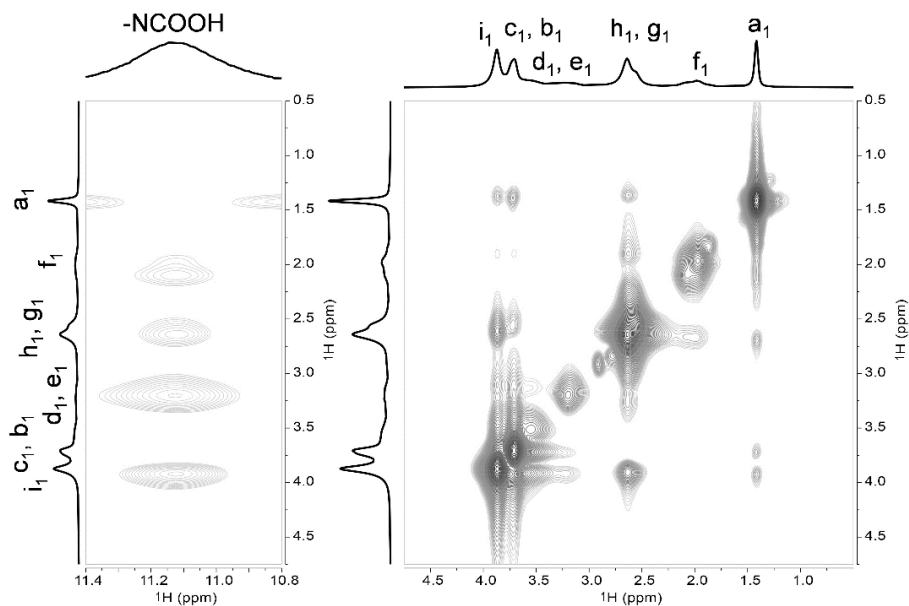 -NCOOH
i1 c1, b1 h1, g1 a1
d1, e1 f1
a1
f1
h1, g1
d1, e1
c1, b1
i1
0.5
1.0
1.5
2.0
2.5
3.0
3.5
4.0
4.5
1H (ppm)
11.4 11.2 11.0 10.8
1H (ppm)
0.5
1.0
1.5
2.0
2.5
3.0
3.5
4.0
4.5
1H (ppm)
4.5 4.0 3.5 3.0 2.5 2.0 1.5 1.0
1H (ppm)